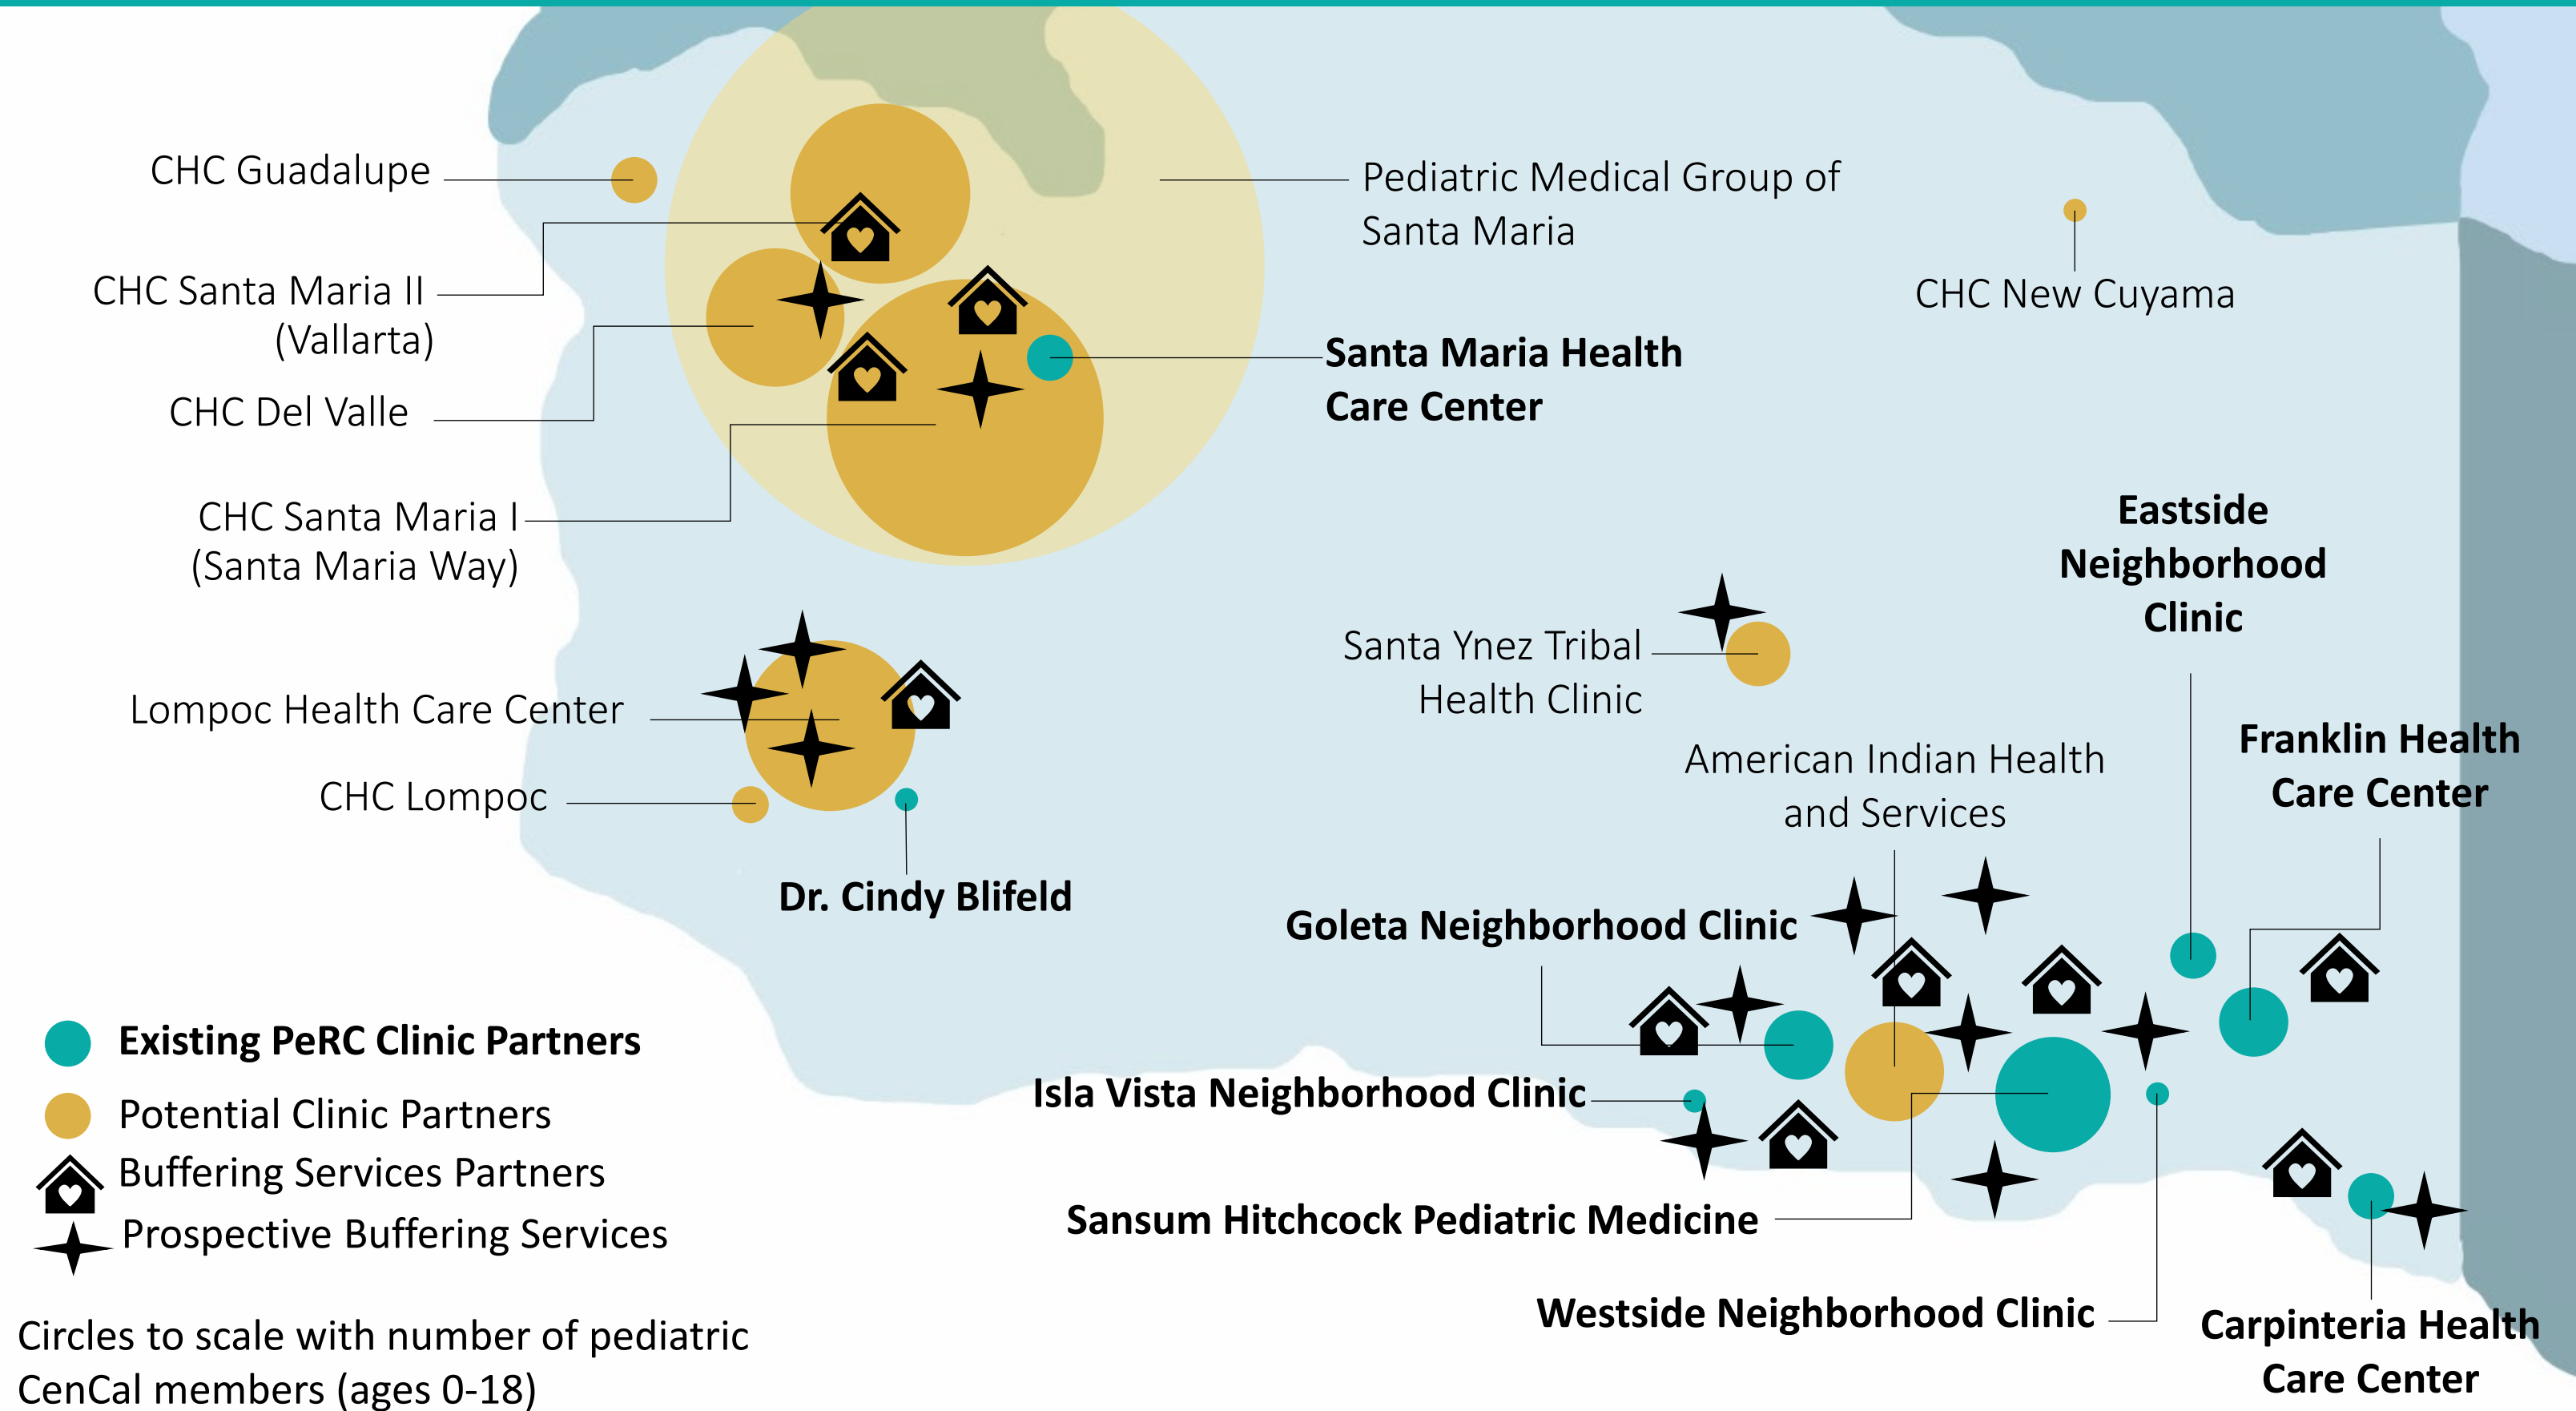 CHC Guadalupe
Pediatric Medical Group of
Santa Maria
CHC Santa Maria II
(Vallarta)
CHC New Cuyama
Santa Maria Health
Care Center
CHC Del Valle
CHC Santa Maria I
(Santa Maria Way)
Eastside
Neighborhood
Clinic
Santa Ynez Tribal
Health Clinic
Lompoc Health Care Center
Franklin Health
Care Center
American Indian Health
and Services
CHC Lompoc
Dr. Cindy Blifeld
Goleta Neighborhood Clinic
Isla Vista Neighborhood Clinic
Sansum Hitchcock Pediatric Medicine
Westside Neighborhood Clinic
Carpinteria Health
Care Center
Existing PeRC Clinic Partners
Potential Clinic Partners
Buffering Services Partners
Prospective Buffering Services
Circles to scale with number of pediatric
CenCal members (ages 0-18)